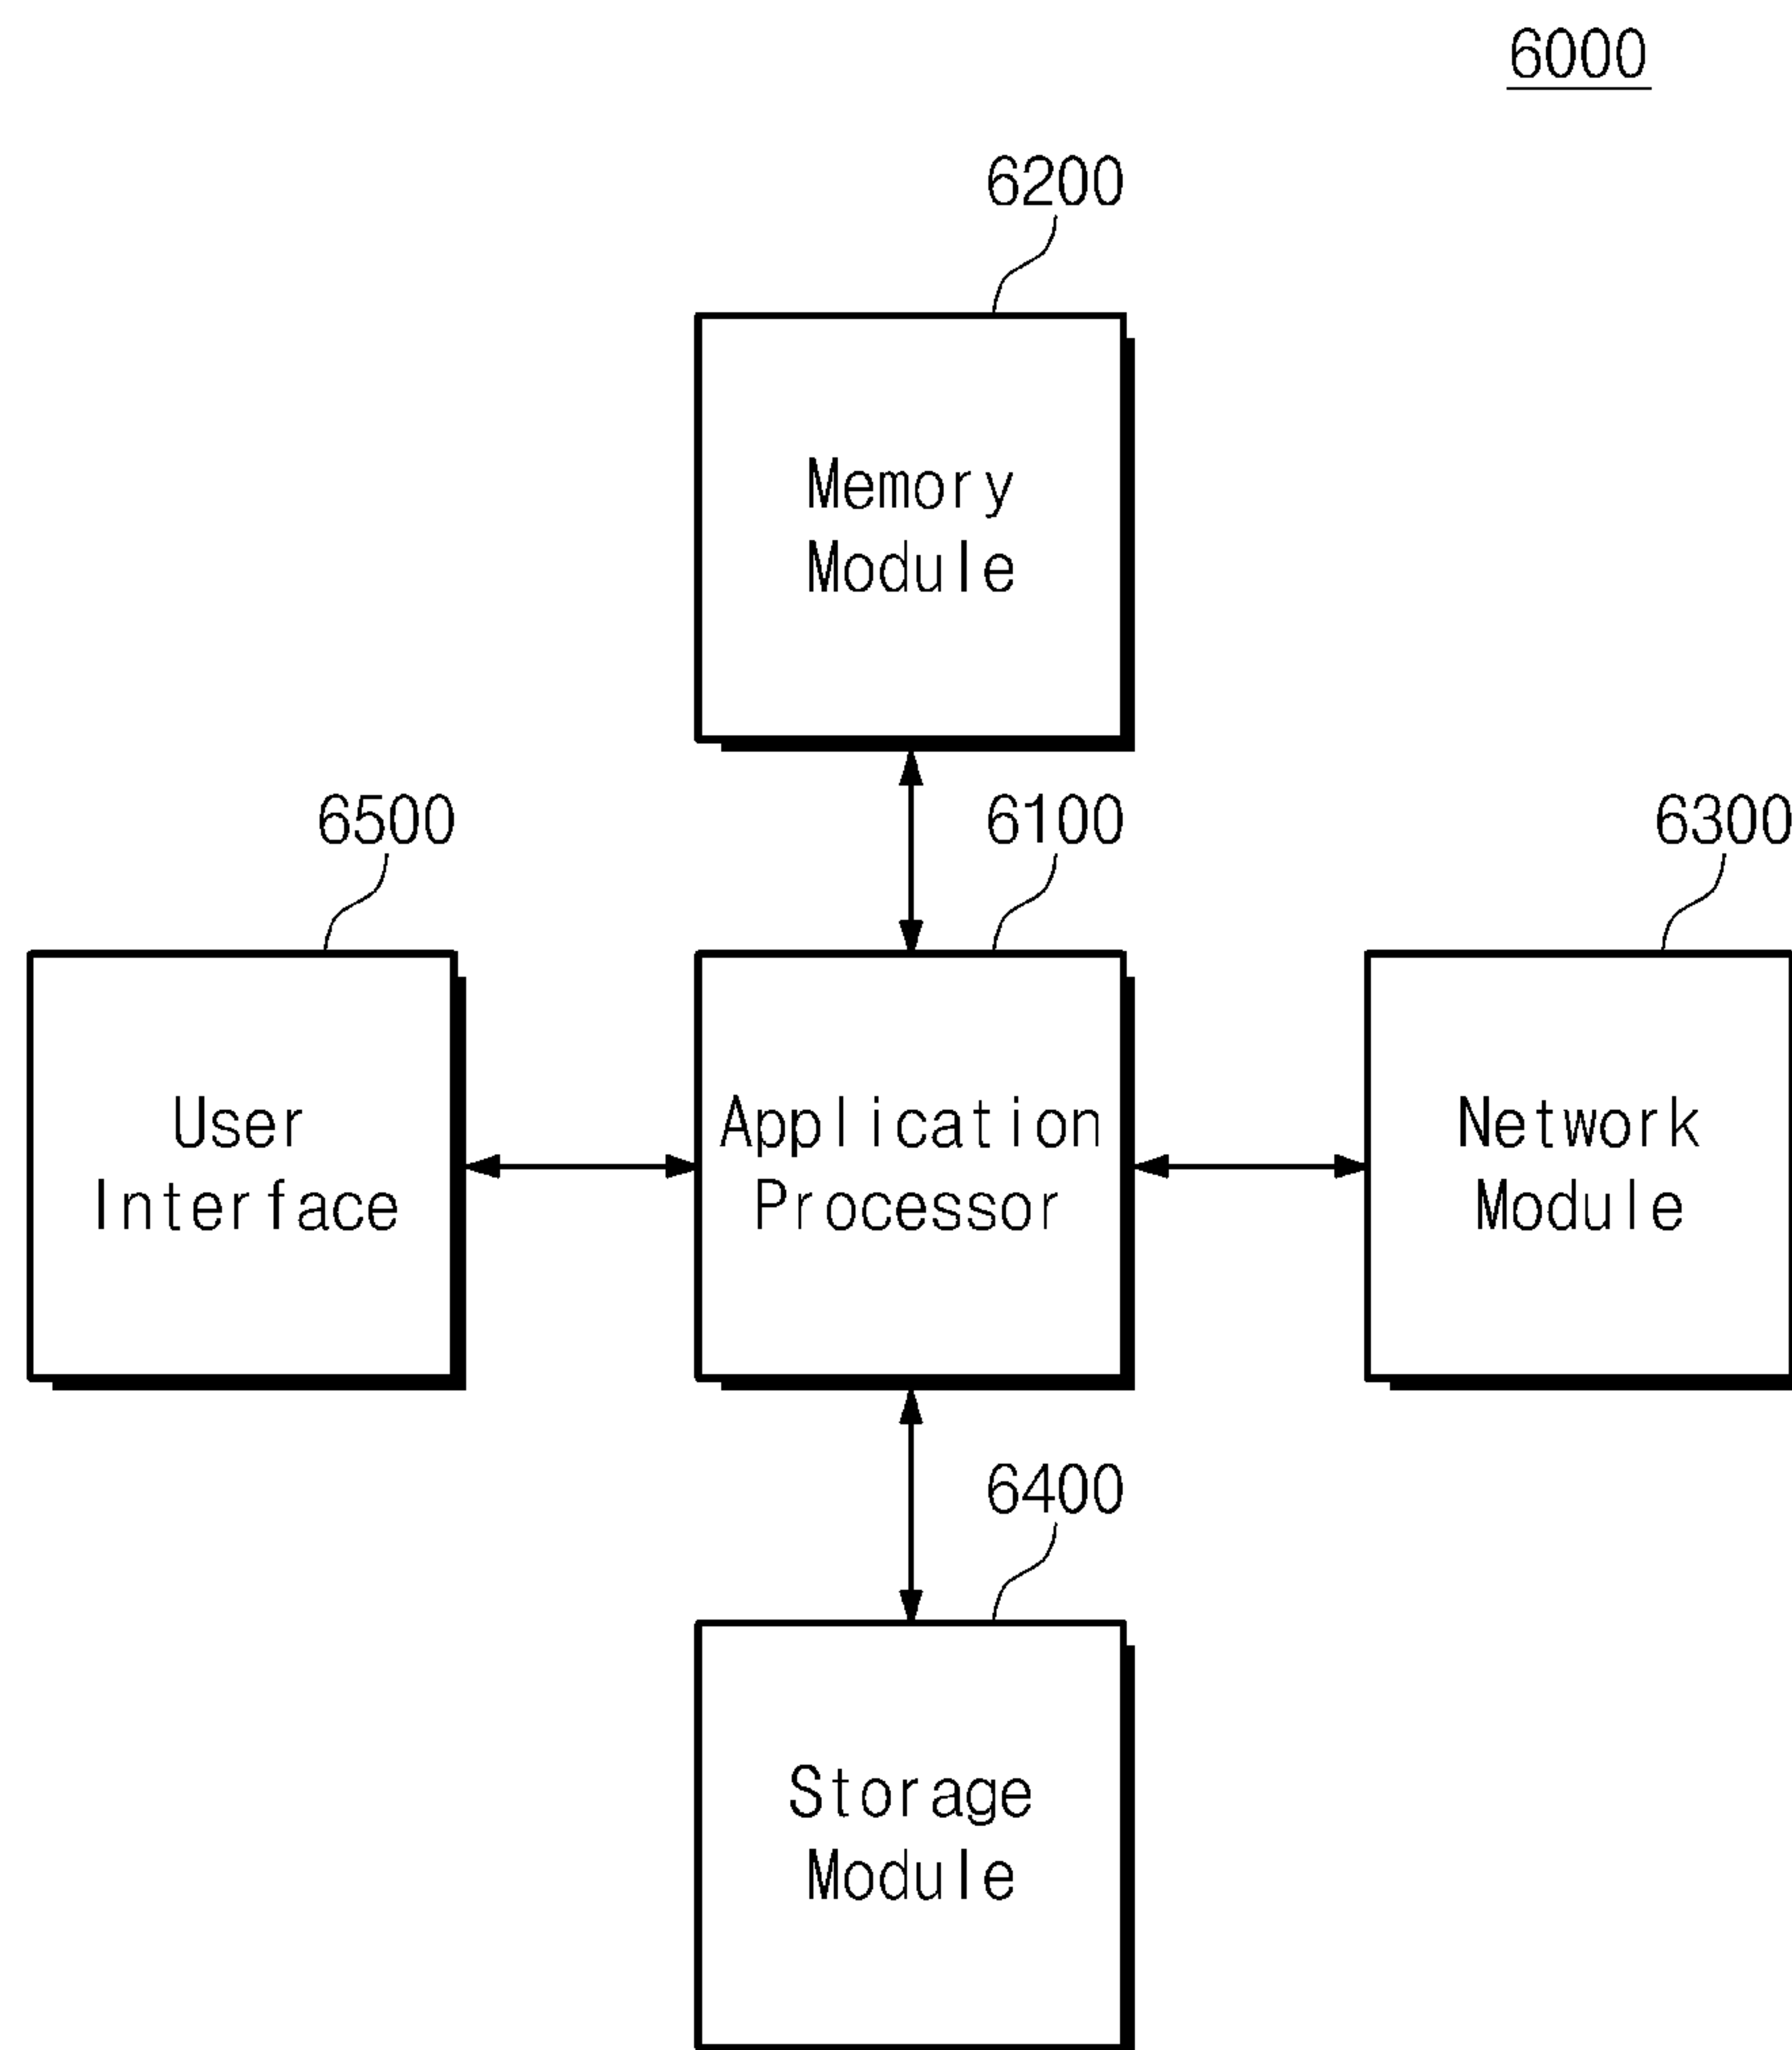 6000
6200
Memory
Module
6500
6100
6300
User
Interface
Application
Processor
Network
Module
6400
Storage
Module